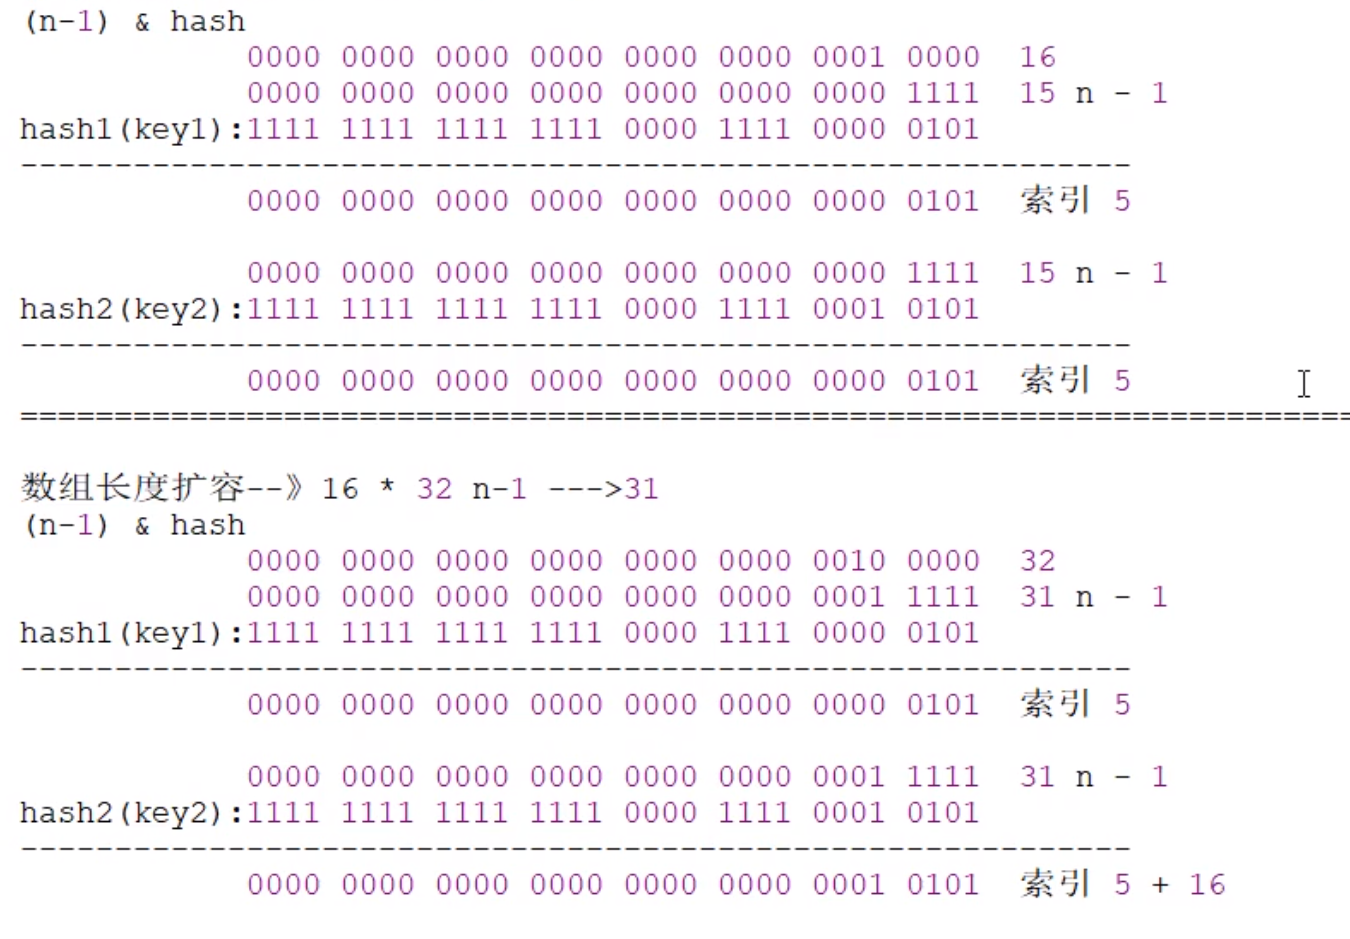 (n-1) & hash
0000 0000 0000 0000 0000 0000 0001 0000 16
0000 0000 0000 0000 0000 0000 0000 1111 15 n - 1
hash1(key1):1111 1111 1111 1111 0000 1111 0000 0101
------------------------------------------------------------
0000 0000 0000 0000 0000 0000 0000 0101 索引 5
0000 0000 0000 0000 0000 0000 0000 1111 15 n - 1
hash2(key2):1111 1111 1111 1111 0000 1111 0001 0101
------------------------------------------------------------
0000 0000 0000 0000 0000 0000 0000 0101 索引 5
=======================================================================
数组长度扩容--》16 * 32 n-1 --->31
(n-1) & hash
0000 0000 0000 0000 0000 0000 0010 0000 32
0000 0000 0000 0000 0000 0000 0001 1111 31 n - 1
hash1(key1):1111 1111 1111 1111 0000 1111 0000 0101
------------------------------------------------------------
0000 0000 0000 0000 0000 0000 0000 0101 索引 5
0000 0000 0000 0000 0000 0000 0001 1111 31 n - 1
hash2(key2):1111 1111 1111 1111 0000 1111 0001 0101
------------------------------------------------------------
0000 0000 0000 0000 0000 0000 0001 0101 索引 5 + 16